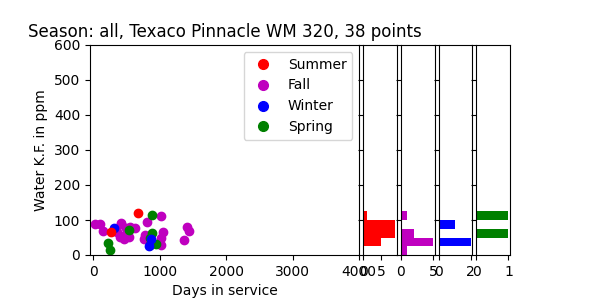 Season: all, Texaco Pinnacle WM 320, 38 points
600
500
400
300
200
100
0
Water K.F. in ppm
Summer
Fall
Winter
Spring
0 1000 2000 3000 4000 0 5 0 5 0 2 0 1
Days in service